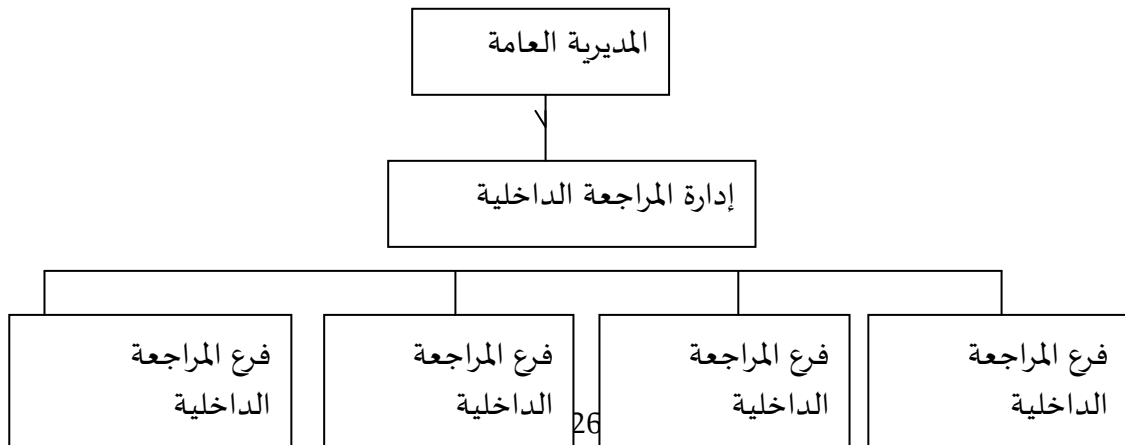 المديرية العامة
إدارة المراجعة الداخلية
فرع المراجعة
الداخلية
فرع المراجعة
الداخلية
فرع المراجعة
الداخلية
فرع المراجعة
الداخلية
26